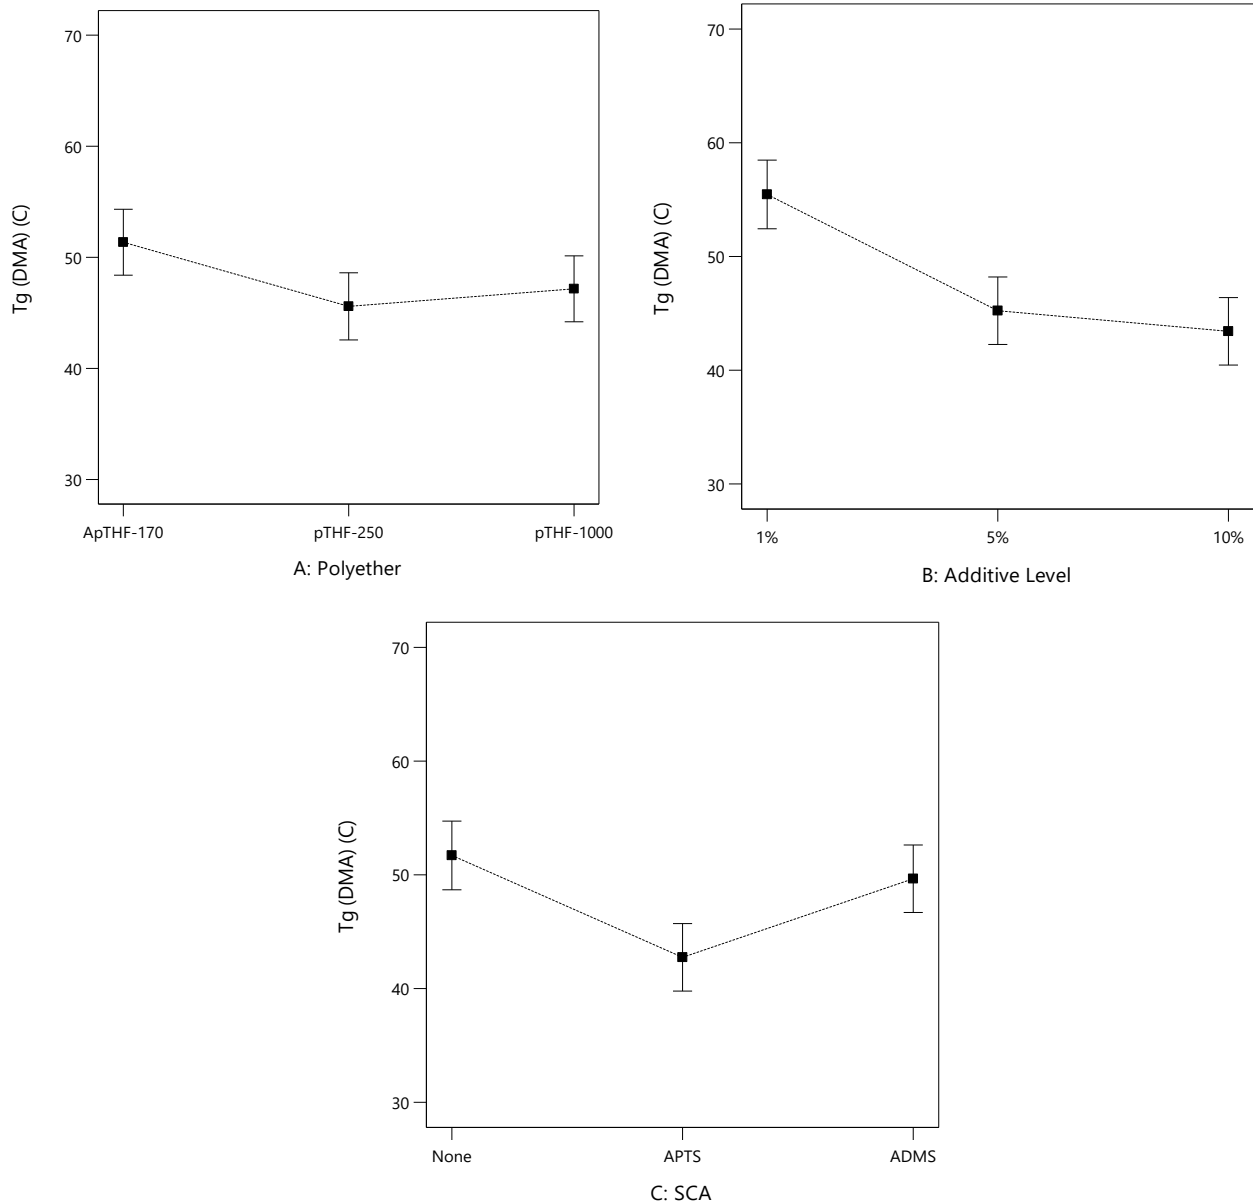 70
60
50
40
30
Tg (DMA) (C)
ApTHF-170 pTHF-250 pTHF-1000
A: Polyether
70
60
50
40
30
Tg (DMA) (C)
1% 5% 10%
B: Additive Level
70
60
50
40
30
Tg (DMA) (C)
None APTS ADMS
C: SCA